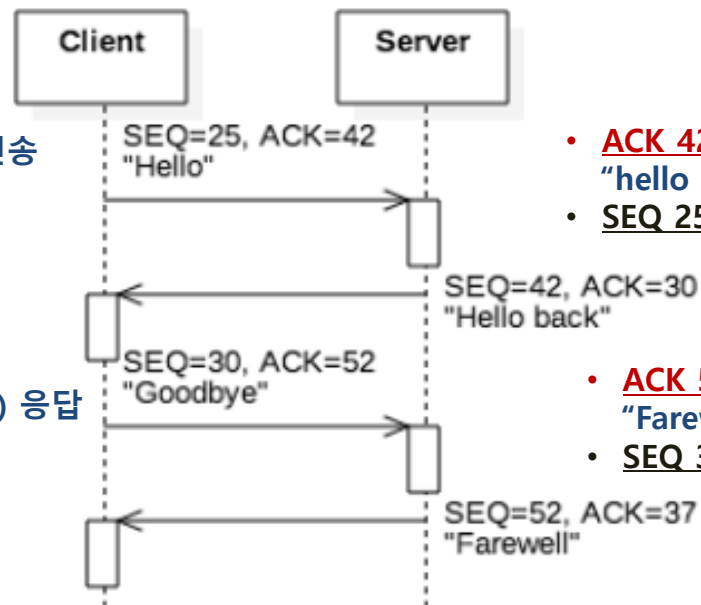 Client
Server
SEQ=25, ACK=42
"Hello"
송
• ACK 42
“hello
• SEQ 25
SEQ=42, ACK=30
"Hello back"
SEQ=30, ACK=52
"Goodbye"
) 응답
• ACK
“Fare
• SEQ
SEQ=52, ACK=37
"Farewell"